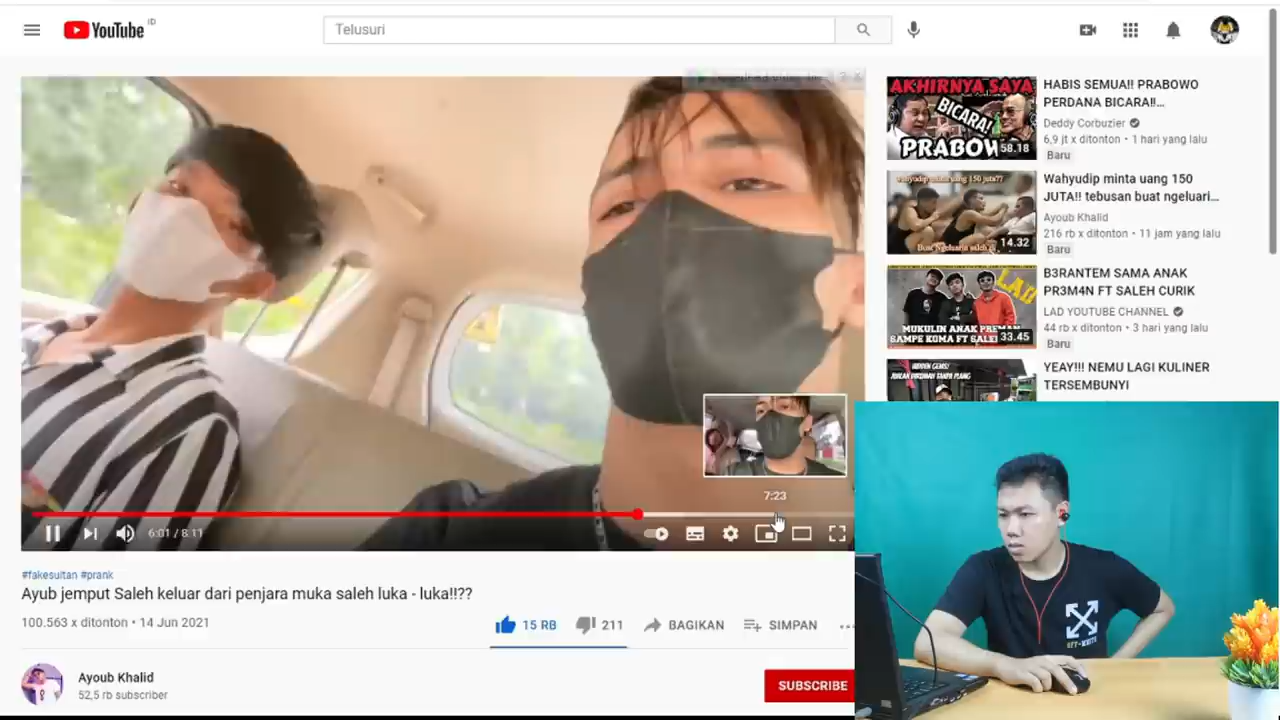 YouTube ID
Telusuri
6:01 / 8:11
7:23
#fakesultan #prank
Ayub jemput Saleh keluar dari penjara muka saleh luka - luka!!??
100.563 x ditonton • 14 Jun 2021
15 RB
211
BAGIKAN
SIMPAN
Ayoub Khalid
52,5 rb subscriber
SUBSCRIBE
AKHIRNYA SAYA
BICARA!
58.18
HABIS SEMUA!! PRABOWO
PERDANA BICARA!!…
Deddy Corbuzier
6,9 jt x ditonton • 1 hari yang lalu
Baru
14.32
Wahyudip minta uang 150
JUTA!! tebusan buat ngeluari…
Ayoub Khalid
216 rb x ditonton • 11 jam yang lalu
Baru
LAD
MUKULIN ANAK PREMAN
SAMPE KOMA FT
33.45
B3RANTEM SAMA ANAK
PR3M4N FT SALEH CURIK
LAD YOUTUBE CHANNEL
44 rb x ditonton • 3 hari yang lalu
Baru
YEAY!!! NEMU LAGI KULINER
TERSEMBUNYI
OFF-WHITE